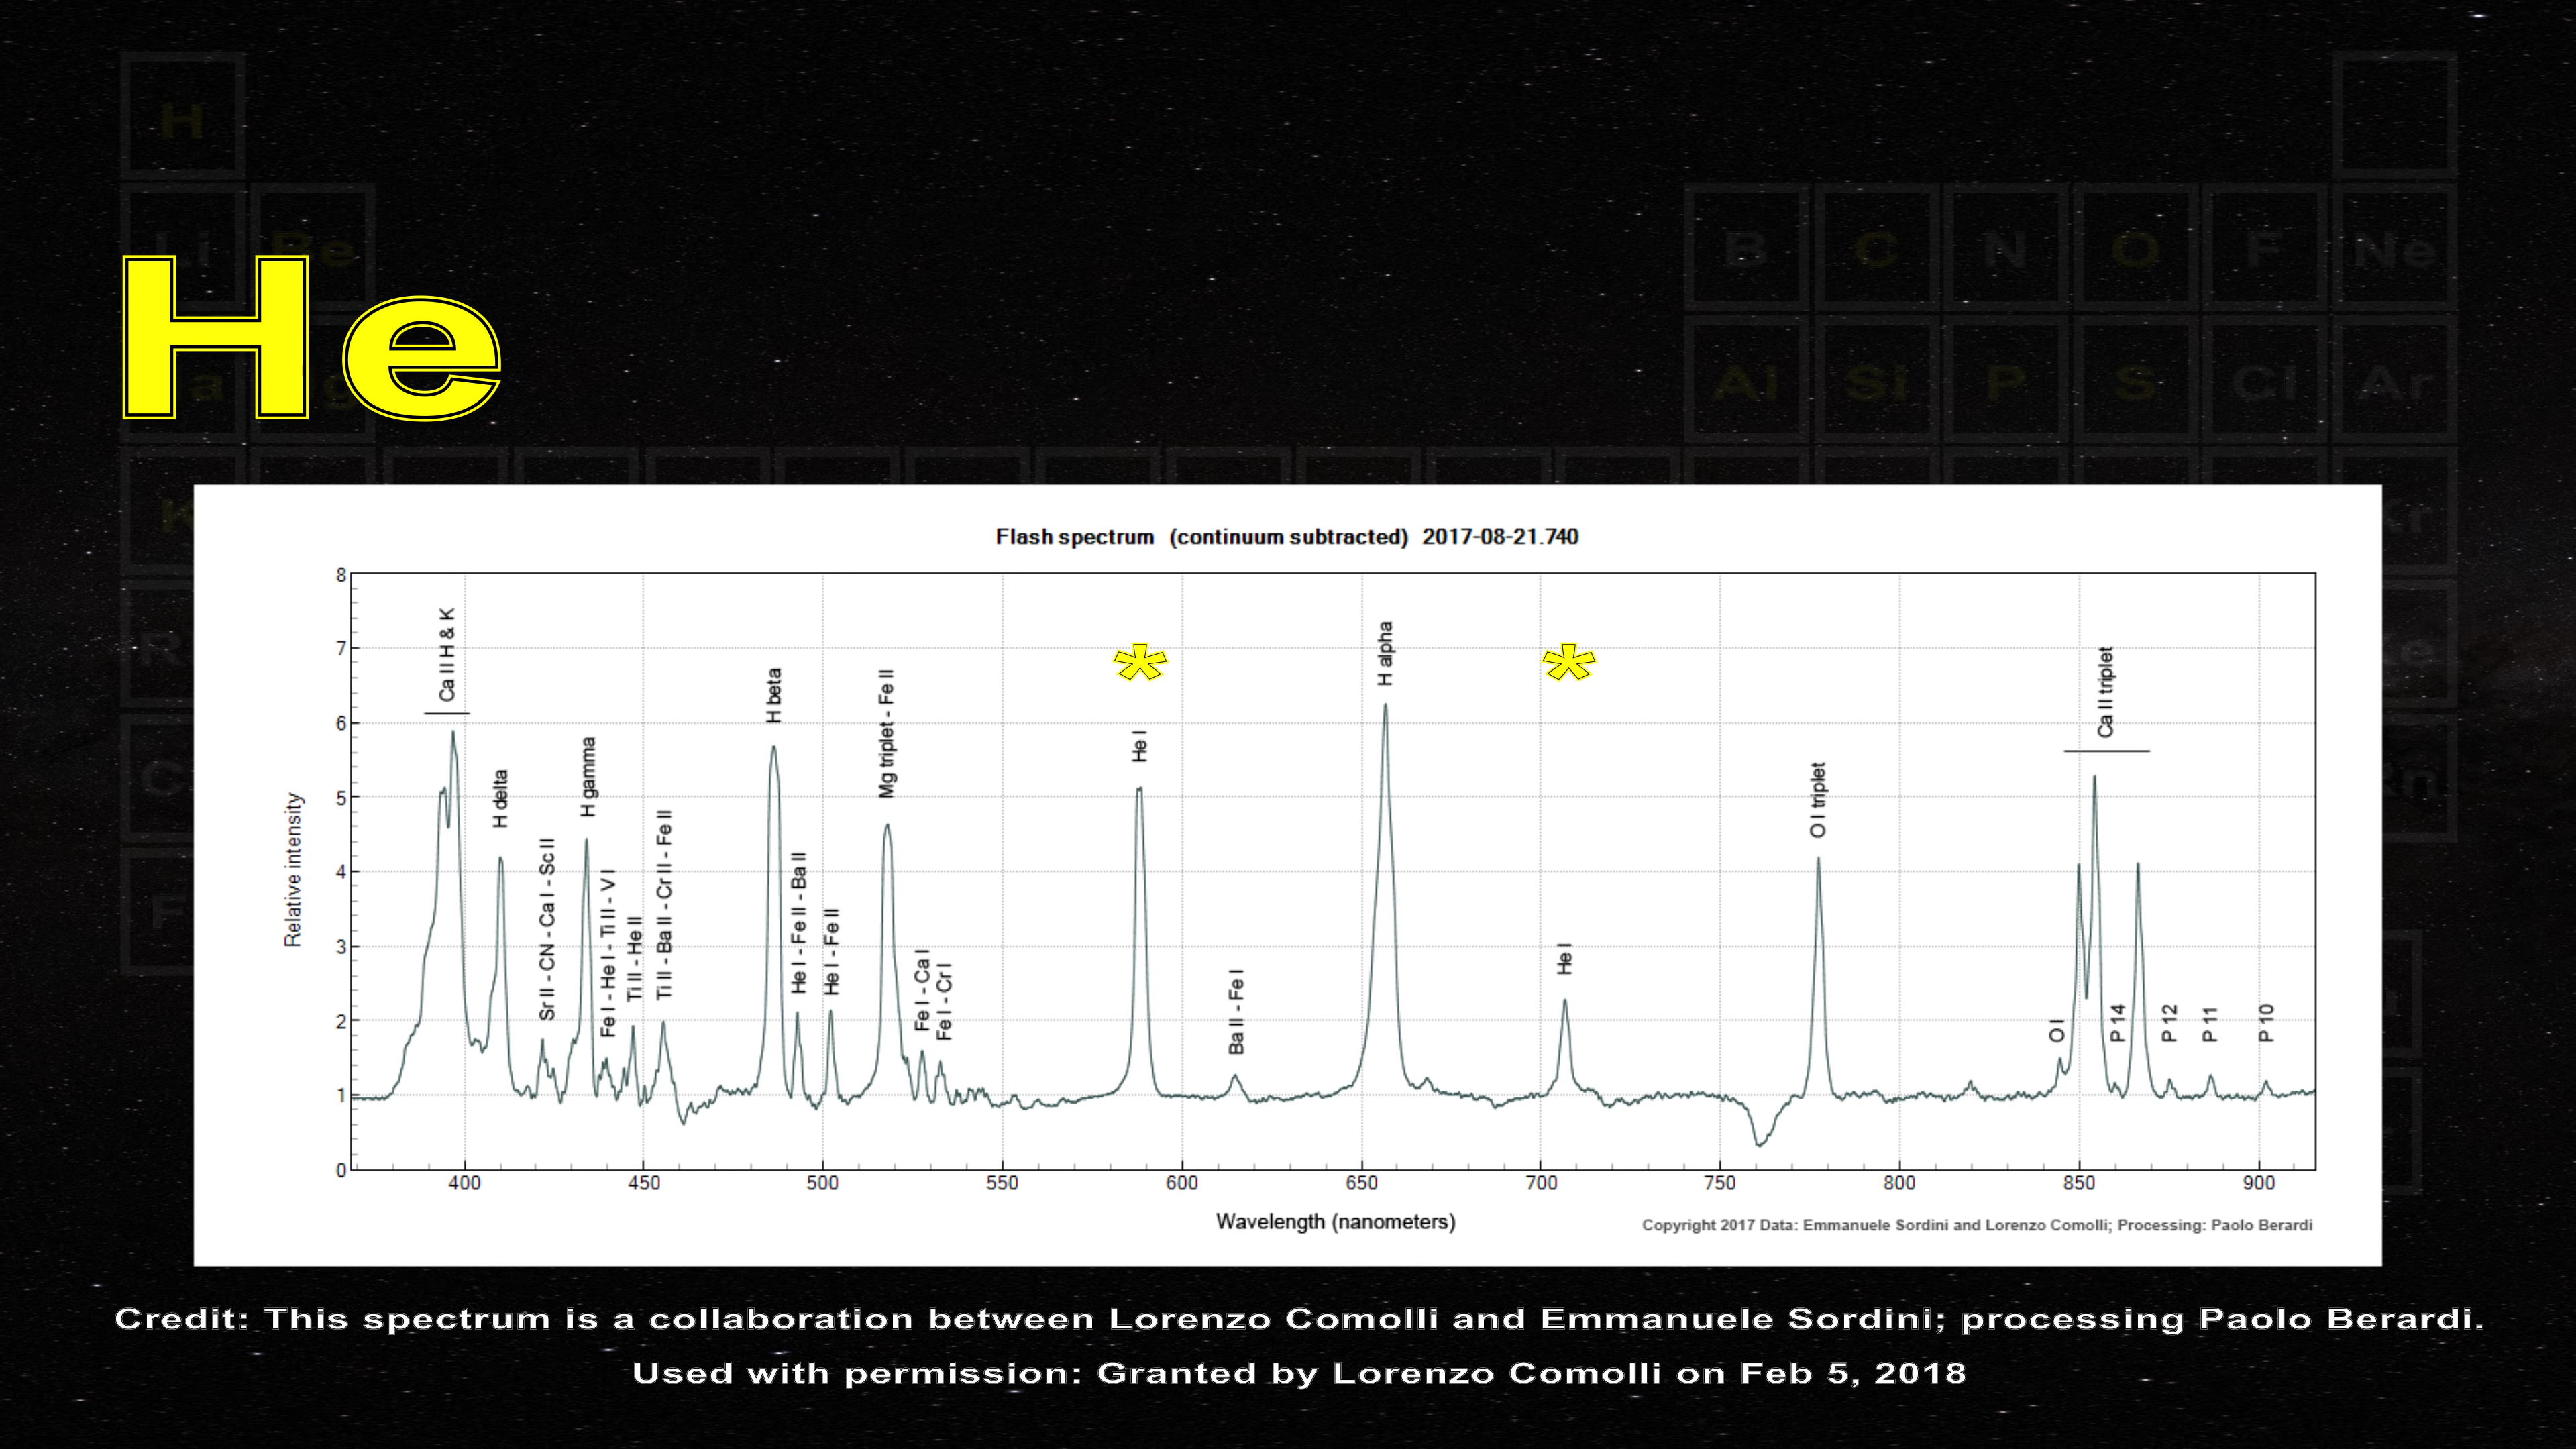 H
Li Be
B C N O F Ne
He
Al Si P S Cl Ar
Flash spectrum (continuum subtracted) 2017-08-21.740
Relative intensity
8
7
6
5
4
3
2
1
0
Ca II H & K
H delta
Sr II - CN - Ca I - Sc II
H gamma
Fe I - He I - Ti II - V I
Ti II - He II
Ti II - Ba II - Cr II - Fe II
H beta
He I - Fe II - Ba II
He I - Fe II
Mg triplet - Fe II
Fe I - Ca I
Fe I - Cr I
*
He I
Ba II - Fe I
H alpha
*
He I
O I triplet
O I
Ca II triplet
P 14
P 12
P 11
P 10
400 450 500 550 600 650 700 750 800 850 900
Wavelength (nanometers)
Copyright 2017 Data: Emmanuele Sordini and Lorenzo Comolli; Processing: Paolo Berardi
Credit: This spectrum is a collaboration between Lorenzo Comolli and Emmanuele Sordini; processing Paolo Berardi.
Used with permission: Granted by Lorenzo Comolli on Feb 5, 2018